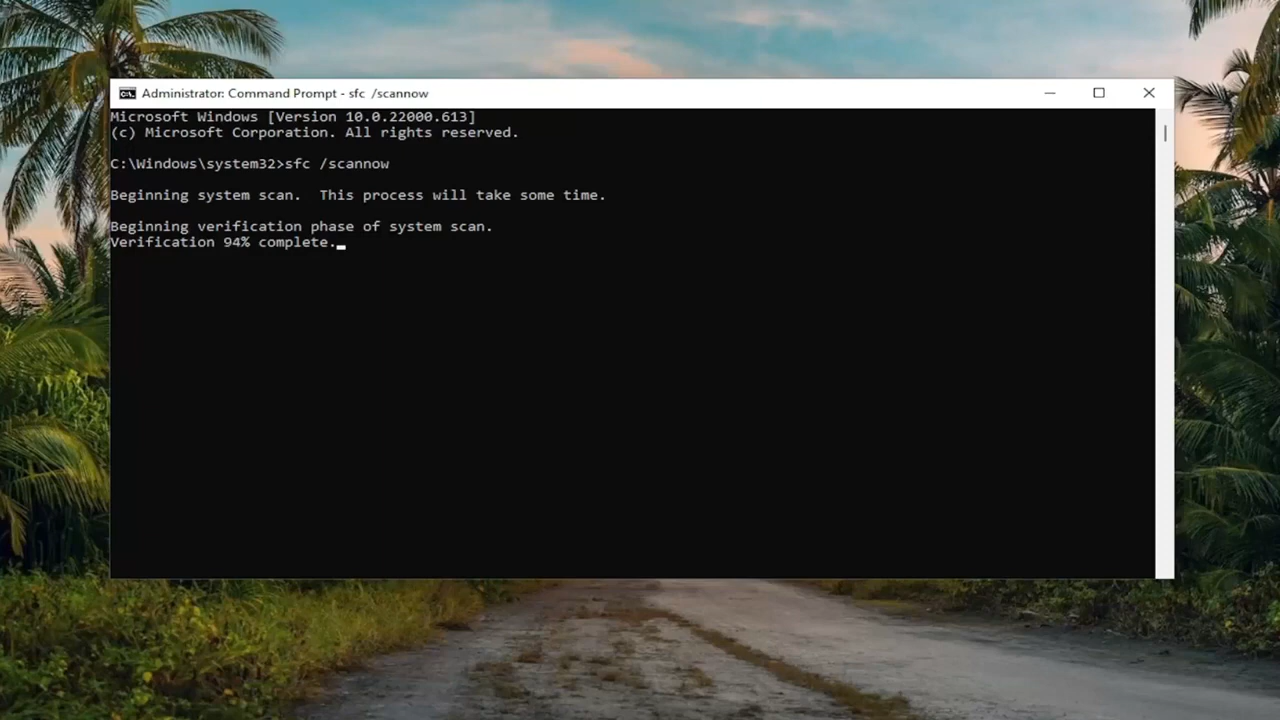 Administrator: Command Prompt - sfc  /scannow
Microsoft Windows [Version 10.0.22000.613]
(c) Microsoft Corporation. All rights reserved.
C:\Windows\system32>sfc /scannow
Beginning system scan.  This process will take some time.
Beginning verification phase of system scan.
Verification 94% complete.